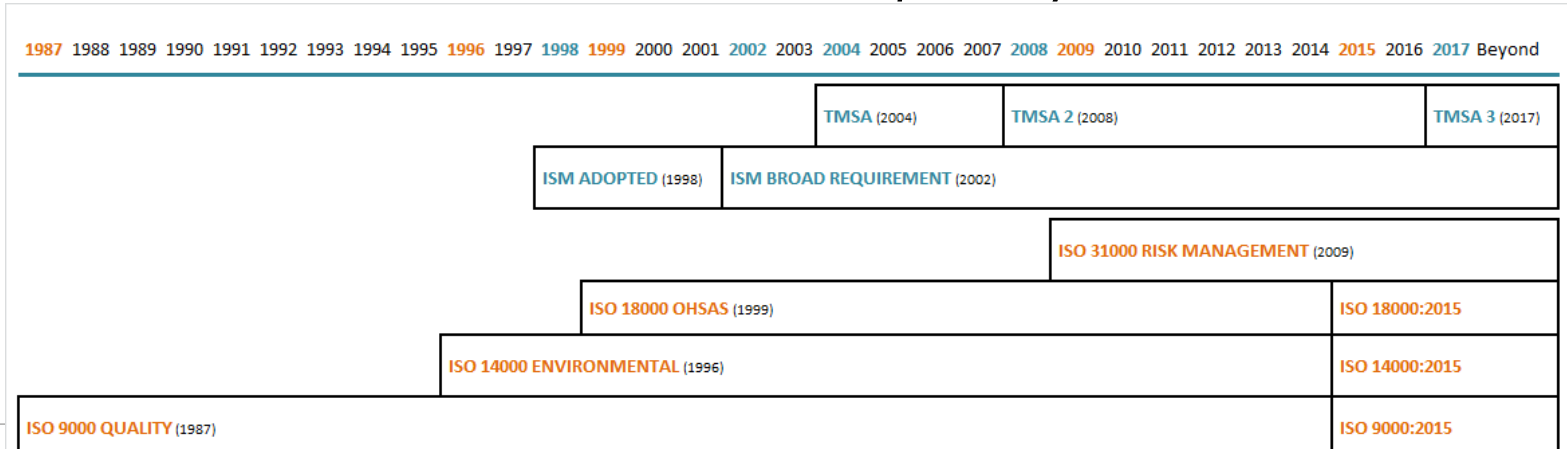 1987 1988 1989 1990 1991 1992 1993 1994 1995 1996 1997 1998 1999 2000 2001 2002 2003 2004 2005 2006 2007 2008 2009 2010 2011 2012 2013 2014 2015 2016 2017 Beyond
TMSA (2004) TMSA 2 (2008) TMSA 3 (2017)
ISM ADOPTED (1998) ISM BROAD REQUIREMENT (2002)
ISO 31000 RISK MANAGEMENT (2009)
ISO 18000 OHSAS (1999) ISO 18000:2015
ISO 14000 ENVIRONMENTAL (1996) ISO 14000:2015
ISO 9000 QUALITY (1987) ISO 9000:2015